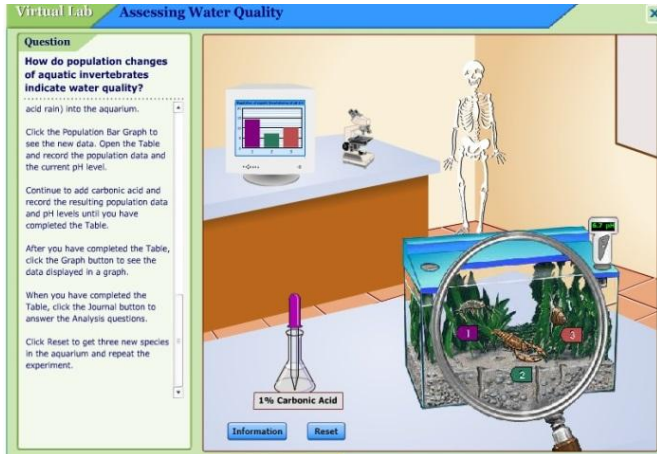 Virtual Lab
Assessing Water Quality
Question
How do population changes
of aquatic invertebrates
indicate water quality?
acid rain) into the aquarium.
Click the Population Bar Graph to
see the new data. Open the Table
and record the population data and
the current pH level.
Continue to add carbonic acid and
record the resulting population data
and pH levels until you have
completed the Table.
After you have completed the Table,
click the Graph button to see the
data displayed in a graph.
When you have completed the
Table, click the Journal button to
answer the Analysis questions.
Click Reset to get three new species
in the aquarium and repeat the
experiment.
1 2 3
6.7 pH
1
3
2
1% Carbonic Acid
Information
Reset